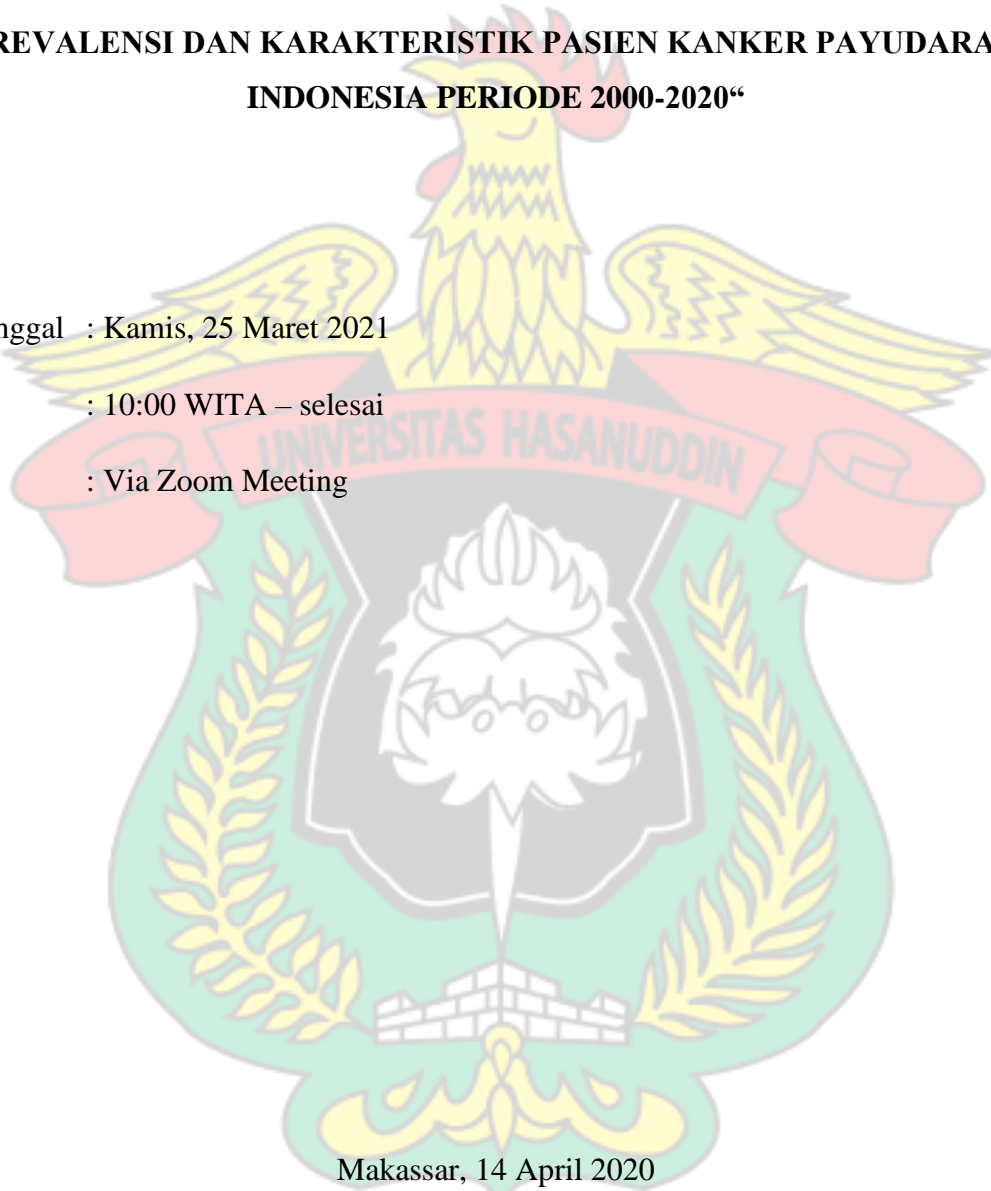 REVALENSI DAN KARAKTERISTIK PASIEN KANKER PAYUDARA
INDONESIA PERIODE 2000-2020“
nggal : Kamis, 25 Maret 2021
: 10:00 WITA – selesai
: Via Zoom Meeting
UNIVERSITAS HASANUDDIN
Makassar, 14 April 2020